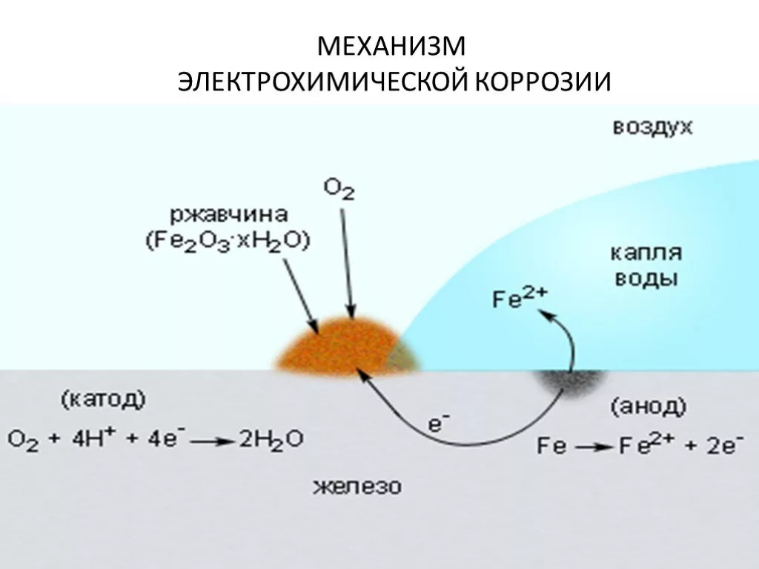 МЕХАНИЗМ
ЭЛЕКТРОХИМИЧЕСКОЙ КОРРОЗИИ
воздух
O₂
ржавчина
(Fe₂O₃·xH₂O)
капля
воды
Fe²⁺
(катод)
O₂ + 4H⁺ + 4e⁻ → 2H₂O
e⁻
(анод)
Fe → Fe²⁺ + 2e⁻
железо